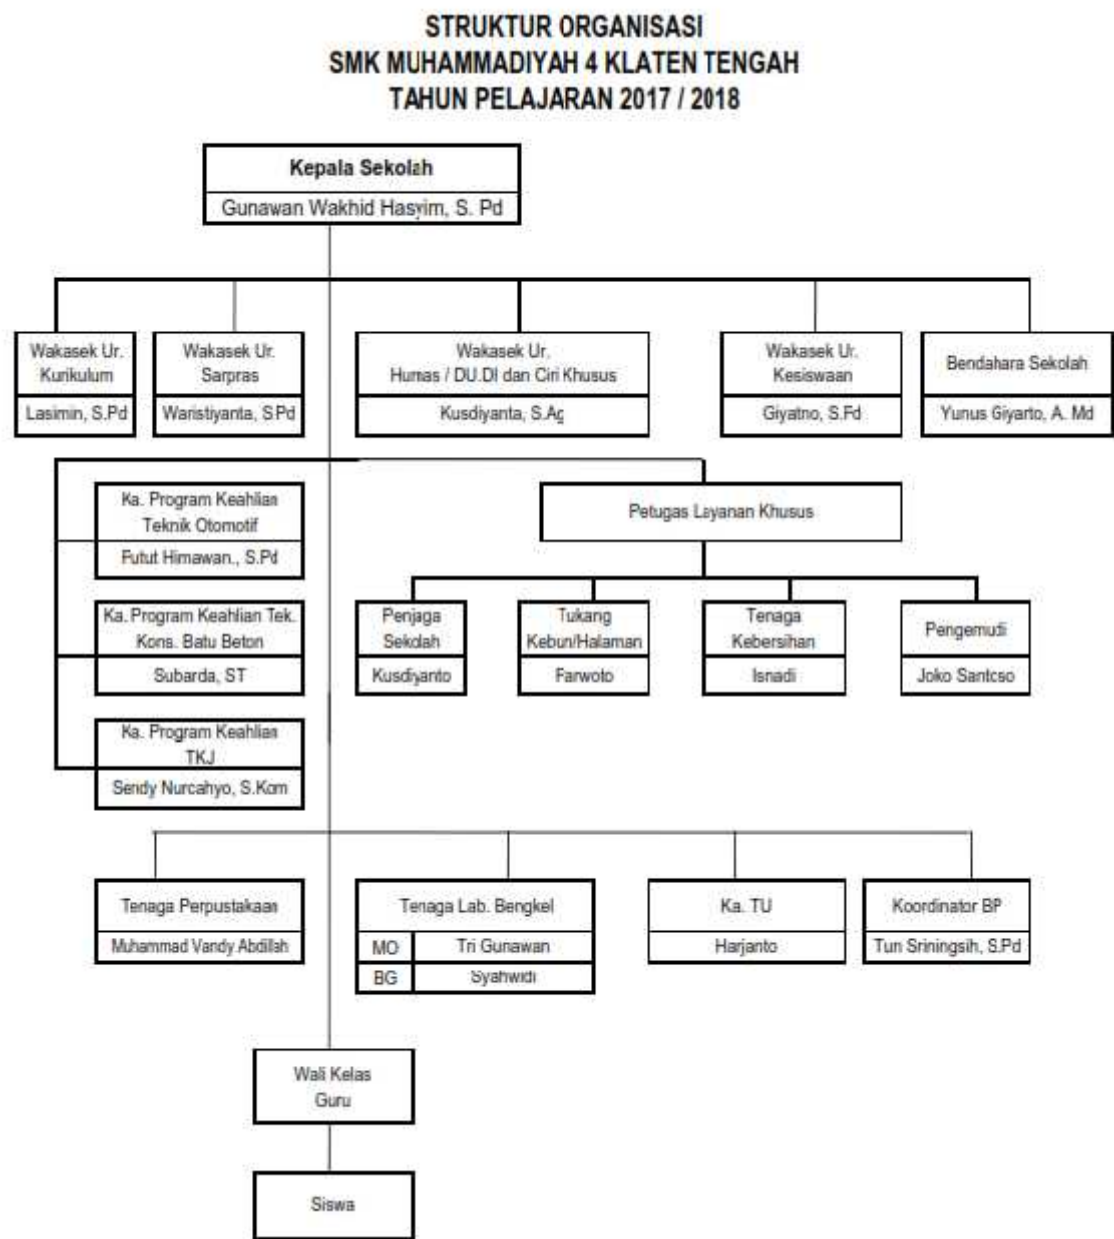 STRUKTUR ORGANISASI
SMK MUHAMMADIYAH 4 KLATEN TENGAH
TAHUN PELAJARAN 2017 / 2018
Kepala Sekolah
Gunawan Wakhid Hasyim, S. Pd
Wakasek Ur.
Kurikulum
Lasimin, S.Pd
Wakasek Ur.
Sarpras
Waristiyanta, S.Pd
Wakasek Ur.
Humas / DU.DI dan Ciri Khusus
Kusdiyanta, S.Ag
Wakasek Ur.
Kesiswaan
Giyatno, S.Pd
Bendahara Sekolah
Yunus Giyarto, A. Md
Ka. Program Keahlian
Teknik Otomotif
Futut Himawan., S.Pd
Ka. Program Keahlian Tek.
Kons. Batu Beton
Subarda, ST
Ka. Program Keahlian
TKJ
Sendy Nurcahyo, S.Kom
Petugas Layanan Khusus
Penjaga
Sekolah
Kusdiyanto
Tukang
Kebun/Halaman
Farwoto
Tenaga
Kebersihan
Isnadi
Pengemudi
Joko Santoso
Tenaga Perpustakaan
Muhammad Vandy Abdillah
Tenaga Lab. Bengkel
MO Tri Gunawan
BG Syahwidi
Ka. TU
Harjanto
Koordinator BP
Tun Sriningsih, S.Pd
Wali Kelas
Guru
Siswa